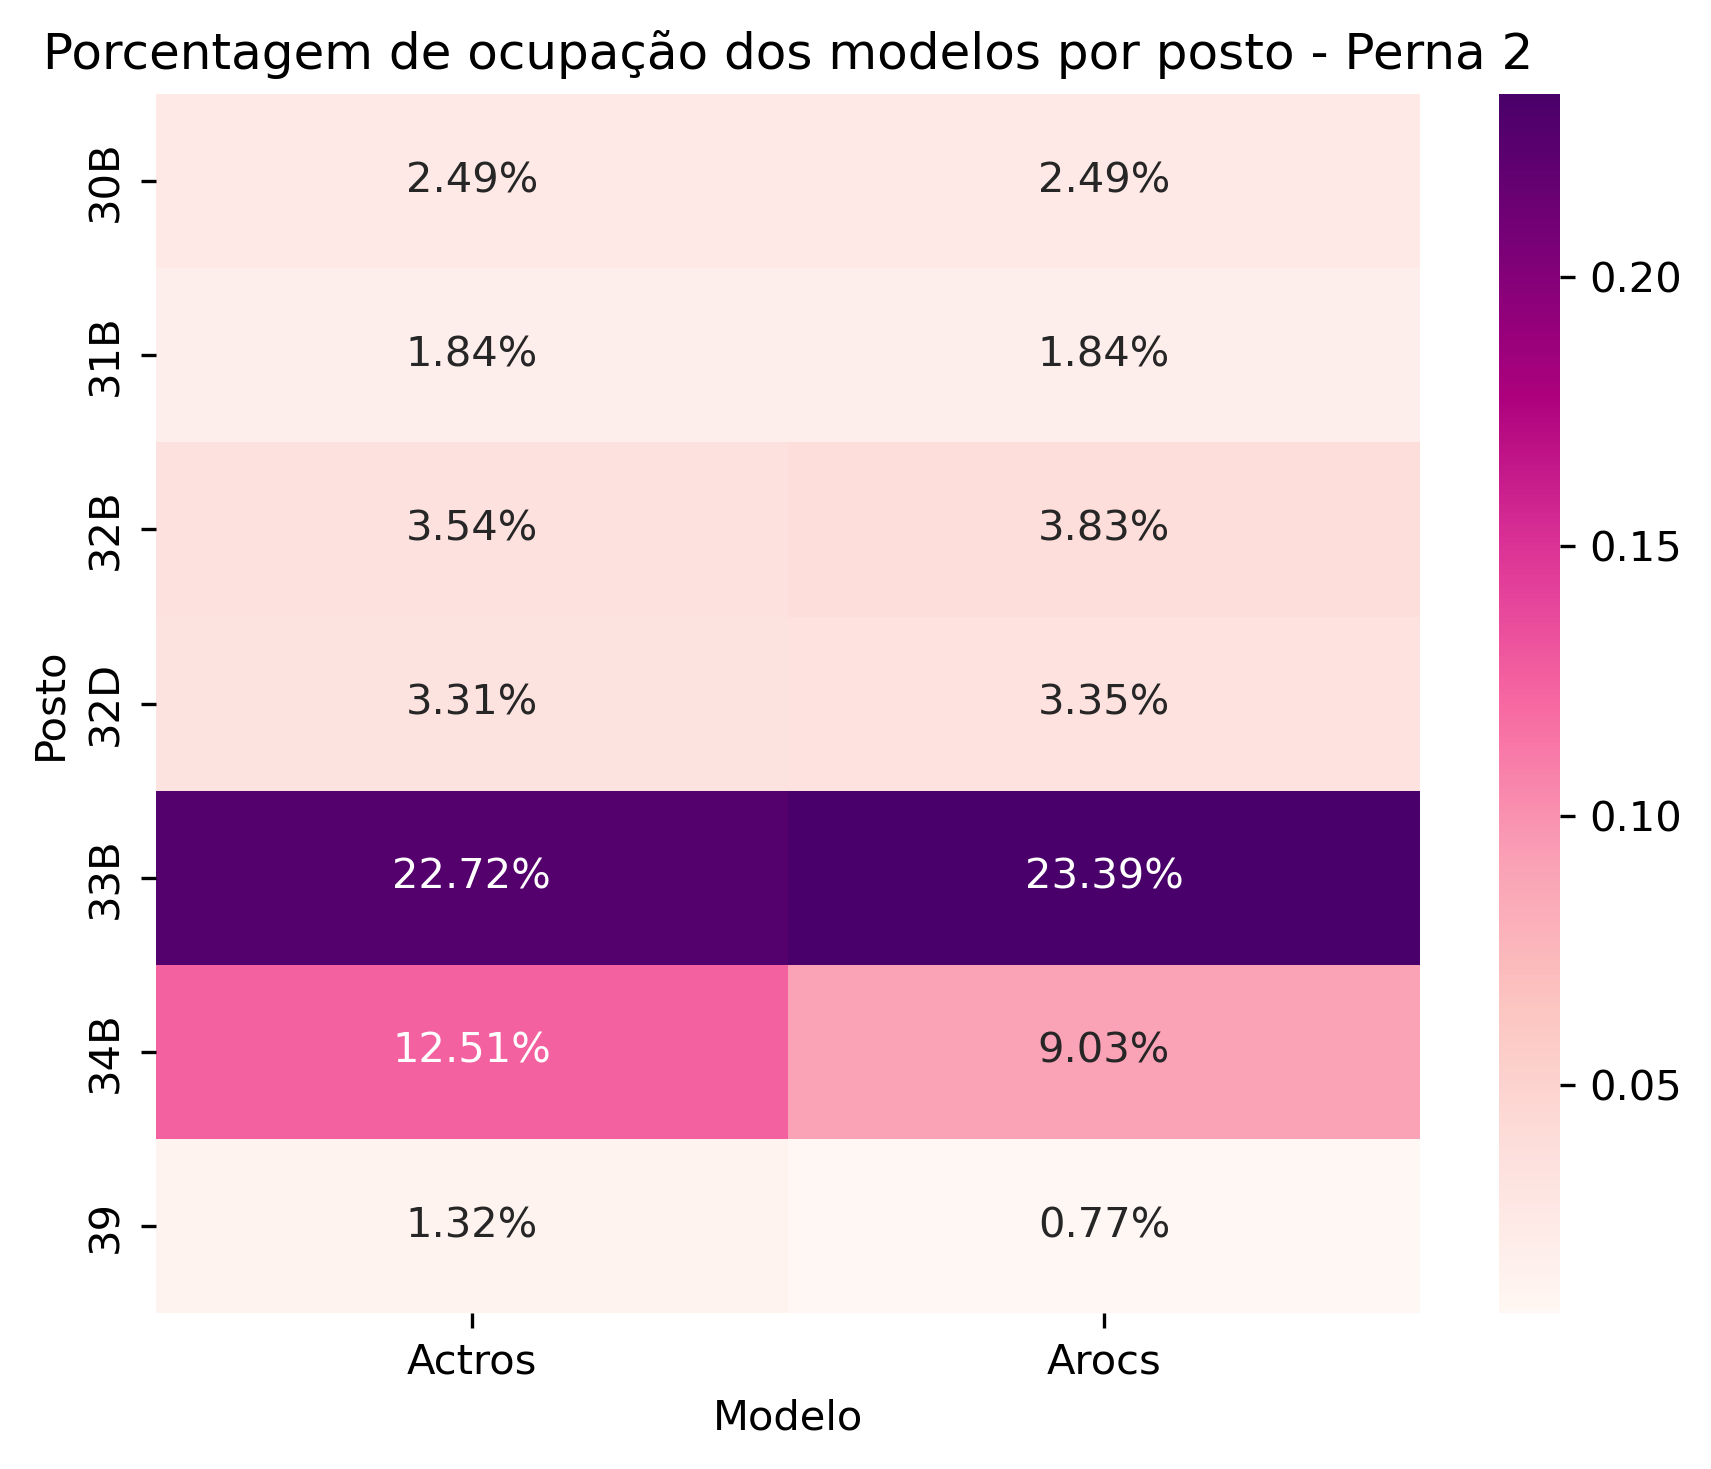 Porcentagem de ocupação dos modelos por posto - Perna 2
Posto
30B
2.49%
2.49%
31B
1.84%
1.84%
32B
3.54%
3.83%
32D
3.31%
3.35%
33B
22.72%
23.39%
34B
12.51%
9.03%
39
1.32%
0.77%
Actros
Arocs
Modelo
0.20
0.15
0.10
0.05